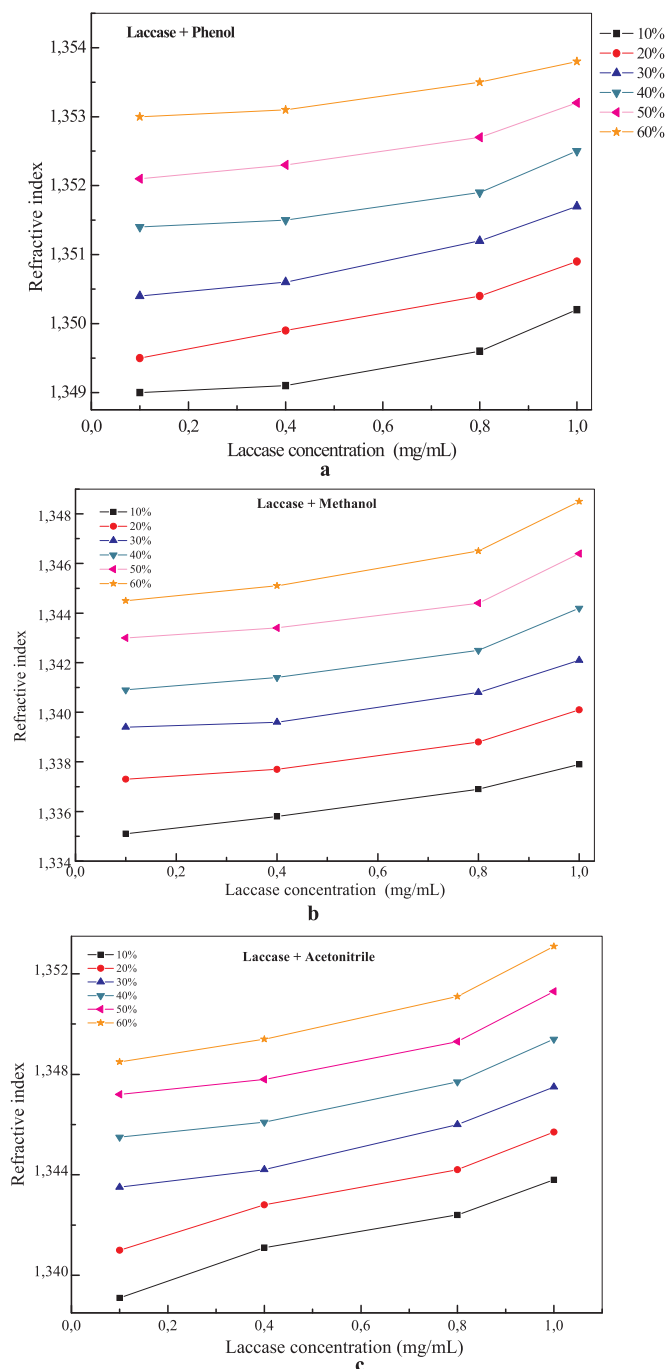 Laccase + Phenol
10%
20%
30%
40%
50%
60%
1,354
1,353
1,352
1,351
1,350
1,349
Refractive index
0,0 0,2 0,4 0,6 0,8 1,0
Laccase concentration (mg/mL)
a
Laccase + Methanol
10%
20%
30%
40%
50%
60%
1,348
1,346
1,344
1,342
1,340
1,338
1,336
1,334
Refractive index
0,0 0,2 0,4 0,6 0,8 1,0
Laccase concentration (mg/mL)
b
Laccase + Acetonitrile
10%
20%
30%
40%
50%
60%
1,352
1,348
1,344
1,340
Refractive index
0,0 0,2 0,4 0,6 0,8 1,0
Laccase concentration (mg/mL)
c